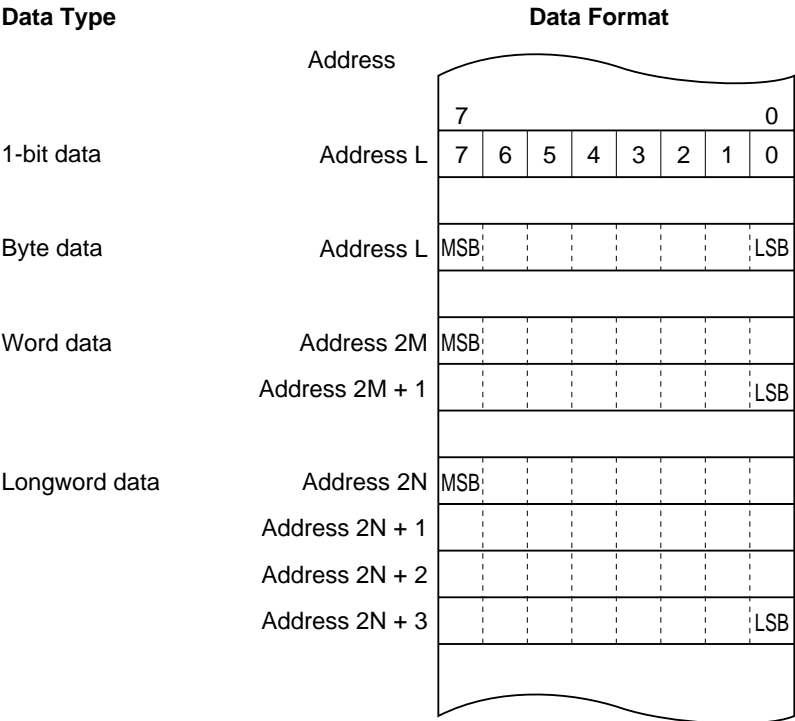 Data Type Data Format
Address
7 0
1-bit data Address L 7 6 5 4 3 2 1 0
Byte data Address L MSB LSB
Word data Address 2M MSB
Address 2M + 1 LSB
Longword data Address 2N MSB
Address 2N + 1
Address 2N + 2
Address 2N + 3 LSB